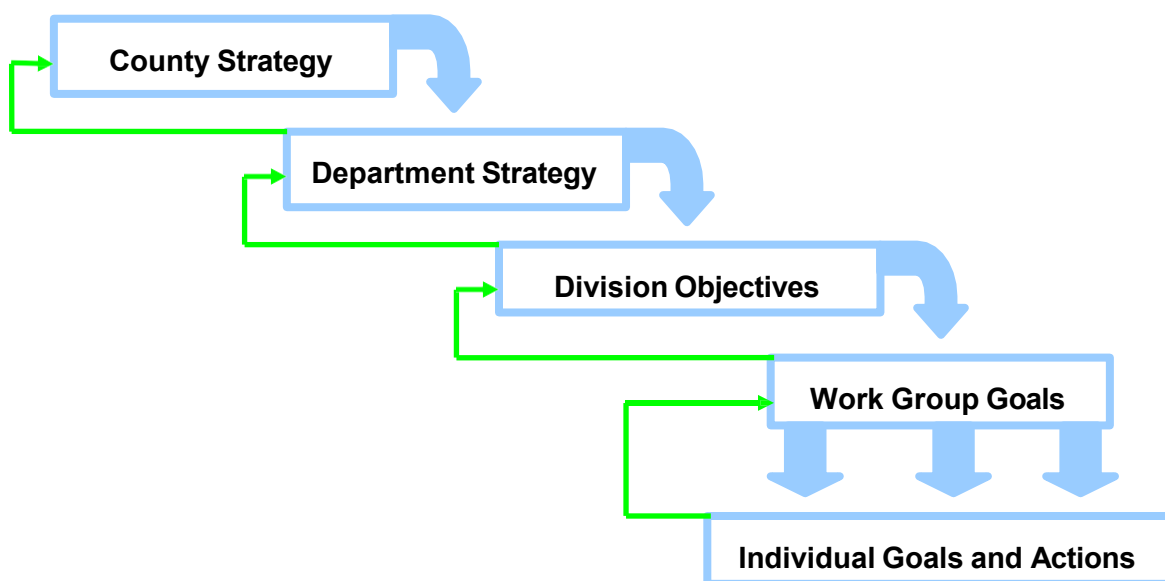 County Strategy
Department Strategy
Division Objectives
Work Group Goals
Individual Goals and Actions